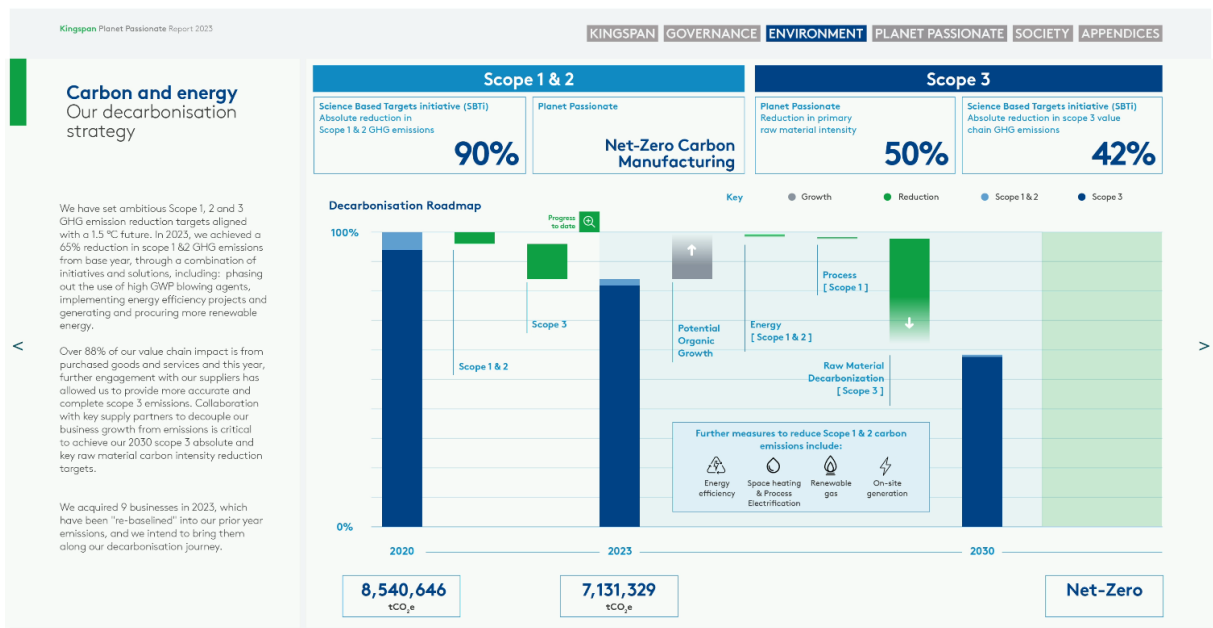 Kingspan Planet Passionate Report 2023
KINGSPAN GOVERNANCE ENVIRONMENT PLANET PASSIONATE SOCIETY APPENDICES
Carbon and energy
Our decarbonisation
strategy
We have set ambitious Scope 1, 2 and 3
GHG emission reduction targets aligned
with a 1.5 °C future. In 2023, we achieved a
65% reduction in scope 1 &2 GHG emissions
from base year, through a combination of
initiatives and solutions, including: phasing
out the use of high GWP blowing agents,
implementing energy efficiency projects and
generating and procuring more renewable
energy.
Over 88% of our value chain impact is from
purchased goods and services and this year,
further engagement with our suppliers has
allowed us to provide more accurate and
complete scope 3 emissions. Collaboration
with key supply partners to decouple our
business growth from emissions is critical
to achieve our 2030 scope 3 absolute and
key raw material carbon intensity reduction
targets.
We acquired 9 businesses in 2023, which
have been "re-baselined" into our prior year
emissions, and we intend to bring them
along our decarbonisation journey.
<
>
Scope 1 & 2
Science Based Targets initiative (SBTi)
Absolute reduction in
Scope 1 & 2 GHG emissions
90%
Planet Passionate
Net-Zero Carbon
Manufacturing
Scope 3
Planet Passionate
Reduction in primary
raw material intensity
50%
Science Based Targets initiative (SBTi)
Absolute reduction in scope 3 value
chain GHG emissions
42%
Key
Growth
Reduction
Scope 1 & 2
Scope 3
Decarbonisation Roadmap
Progress
to date
100%
0%
Scope 1 & 2
Scope 3
Potential
Organic
Growth
Energy
[ Scope 1 & 2 ]
Process
[ Scope 1 ]
Raw Material
Decarbonization
[ Scope 3 ]
Further measures to reduce Scope 1 & 2 carbon
emissions include:
Energy
efficiency
Space heating
& Process
Electrification
Renewable
gas
On-site
generation
2020
2023
2030
8,540,646
tCO₂e
7,131,329
tCO₂e
Net-Zero